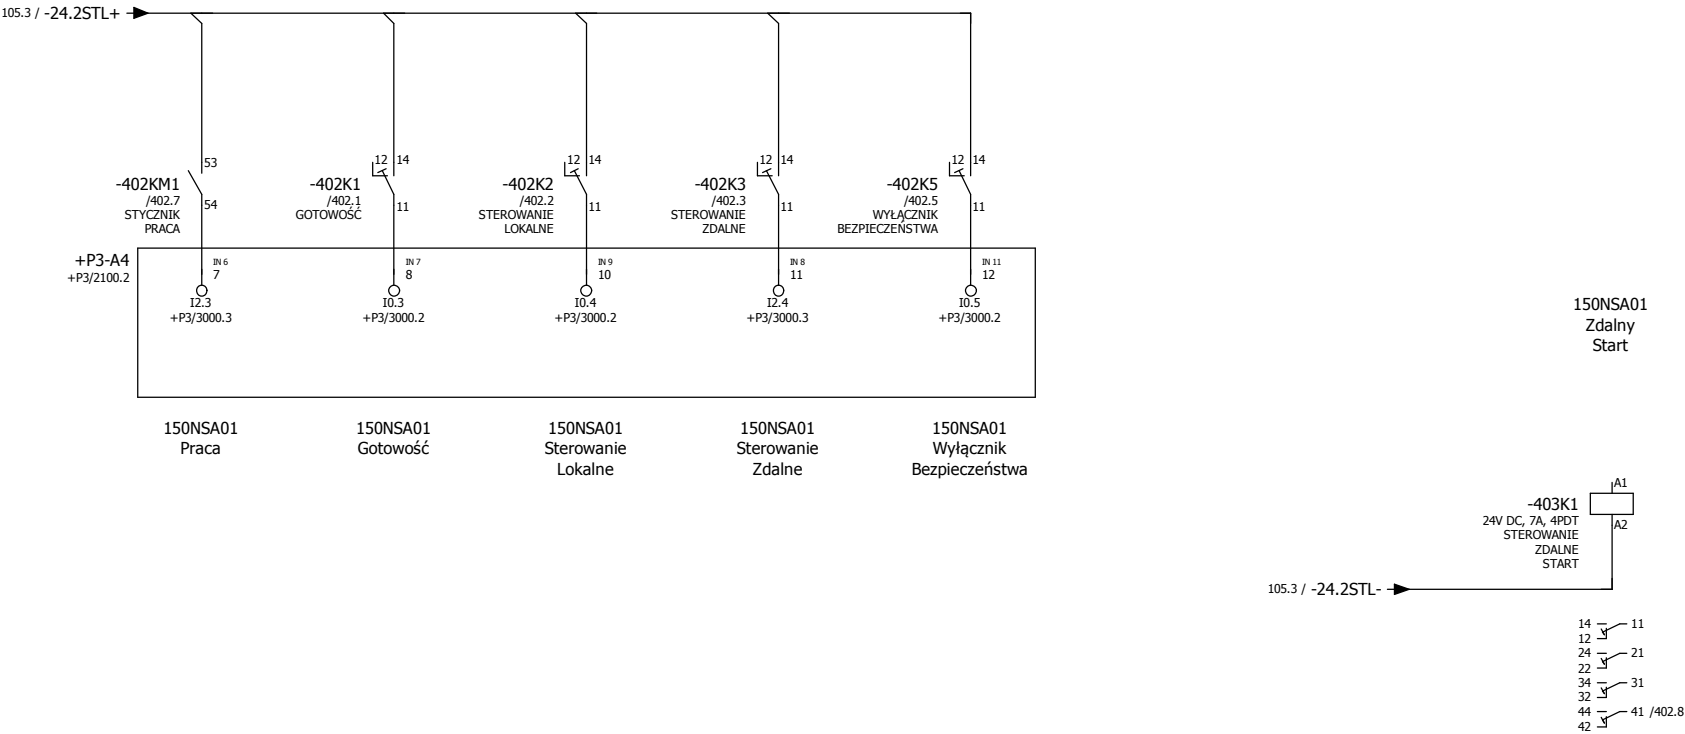 105.3 / -24.2STL+
53
-402KM1
/402.7
STYCZNIK
PRACA
54
12 14
-402K1
/402.1
GOTOWOŚĆ
11
12 14
-402K2
/402.2
STEROWANIE
LOKALNE
11
12 14
-402K3
/402.3
STEROWANIE
ZDALNE
11
12 14
-402K5
/402.5
WYŁĄCZNIK
BEZPIECZEŃSTWA
11
+P3-A4
+P3/2100.2
IN 6
7
I2.3
+P3/3000.3
IN 7
8
I0.3
+P3/3000.2
IN 9
10
I0.4
+P3/3000.2
IN 8
11
I2.4
+P3/3000.3
IN 11
12
I0.5
+P3/3000.2
150NSA01
Praca
150NSA01
Gotowość
150NSA01
Sterowanie
Lokalne
150NSA01
Sterowanie
Zdalne
150NSA01
Wyłącznik
Bezpieczeństwa
150NSA01
Zdalny
Start
A1
-403K1
24V DC, 7A, 4PDT
STEROWANIE
ZDALNE
START
A2
105.3 / -24.2STL-
14 11
12
24 21
22
34 31
32
44 41 /402.8
42